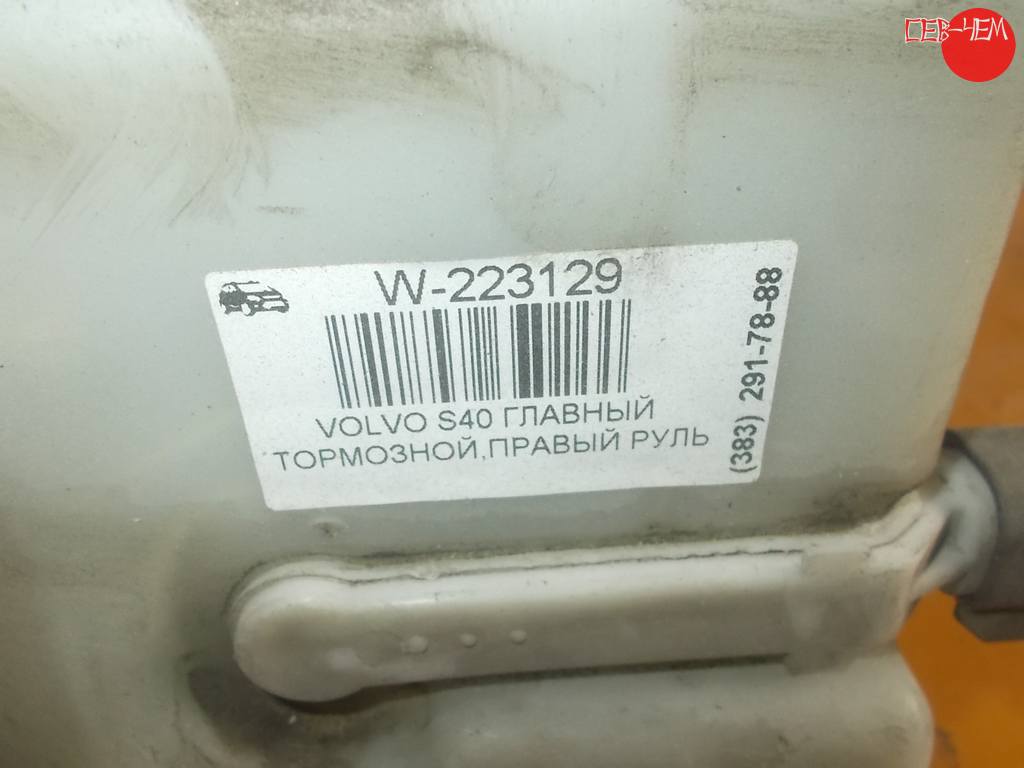 СЕВ-ЧЕМ
W-223129
VOLVO S40 ГЛАВНЫЙ
ТОРМОЗНОЙ,ПРАВЫЙ РУЛЬ
(383) 291-78-88